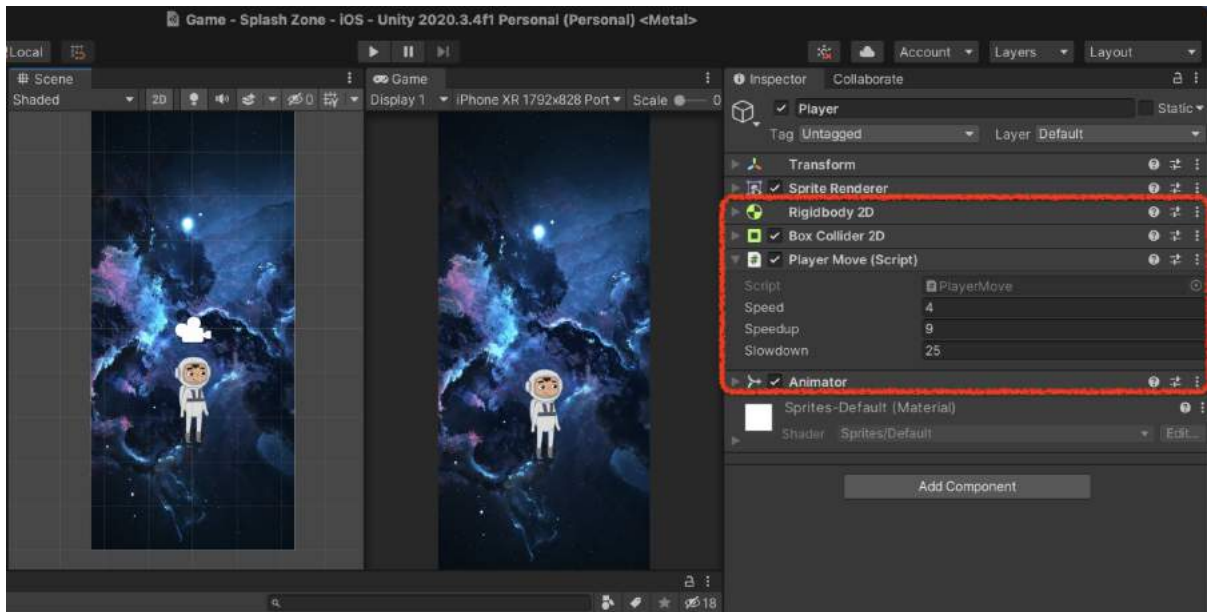 Game - Splash Zone - iOS - Unity 2020.3.4f1 Personal (Personal) <Metal>
Local
Account
Layers
Layout
Scene
Game
Inspector
Collaborate
Shaded
2D
0
Display 1
iPhone XR 1792x828 Port
Scale
Player
Static
Tag Untagged
Layer Default
Transform
Sprite Renderer
Rigidbody 2D
Box Collider 2D
Player Move (Script)
Script
PlayerMove
Speed
4
Speedup
9
Slowdown
25
Animator
Sprites-Default (Material)
Shader
Sprites/Default
Edit...
Add Component
18